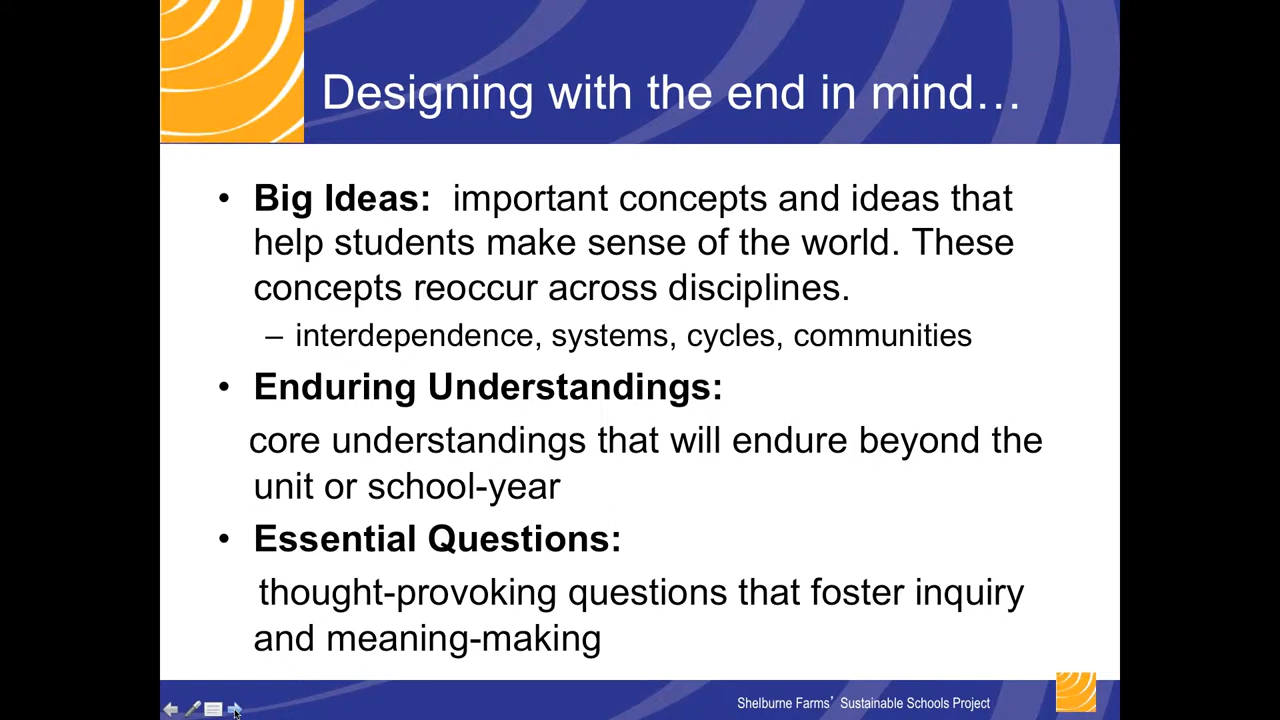 Designing with the end in mind…
• Big Ideas: important concepts and ideas that
help students make sense of the world. These
concepts reoccur across disciplines.
– interdependence, systems, cycles, communities
• Enduring Understandings:
core understandings that will endure beyond the
unit or school-year
• Essential Questions:
thought-provoking questions that foster inquiry
and meaning-making
Shelburne Farms’ Sustainable Schools Project